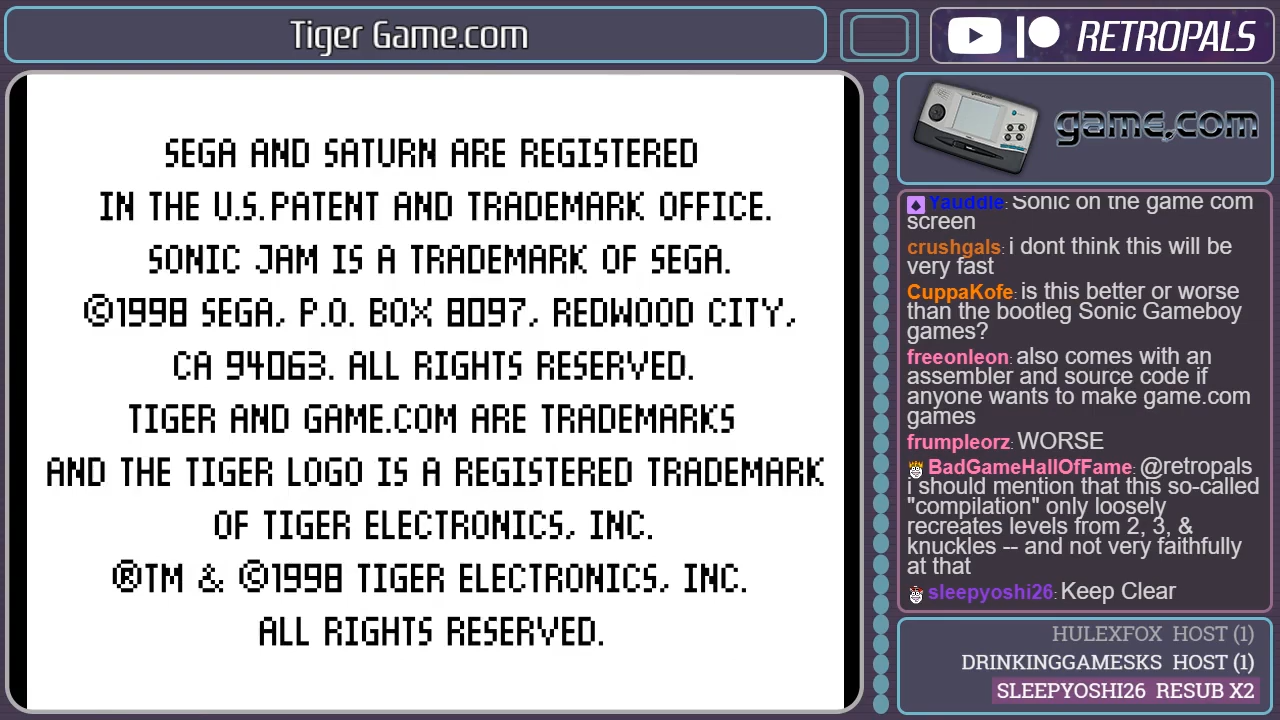 Tiger Game.com
RETROPALS
SEGA AND SATURN ARE REGISTERED
IN THE U.S. PATENT AND TRADEMARK OFFICE.
SONIC JAM IS A TRADEMARK OF SEGA.
©1998 SEGA, P.O. BOX 8097, REDWOOD CITY,
CA 94063. ALL RIGHTS RESERVED.
TIGER AND GAME.COM ARE TRADEMARKS
AND THE TIGER LOGO IS A REGISTERED TRADEMARK
OF TIGER ELECTRONICS, INC.
®TM & ©1998 TIGER ELECTRONICS, INC.
ALL RIGHTS RESERVED.
game.com
Yauddle: Sonic on the game com
screen
crushgals: i dont think this will be
very fast
CuppaKofe: is this better or worse
than the bootleg Sonic Gameboy
games?
freeonleon: also comes with an
assembler and source code if
anyone wants to make game.com
games
frumpleorz: WORSE
BadGameHallOfFame: @retropals
i should mention that this so-called
"compilation" only loosely
recreates levels from 2, 3, &
knuckles -- and not very faithfully
at that
sleepyoshi26: Keep Clear
HULEXFOX HOST (1)
DRINKINGGAMESKS HOST (1)
SLEEPYOSHI26 RESUB X2